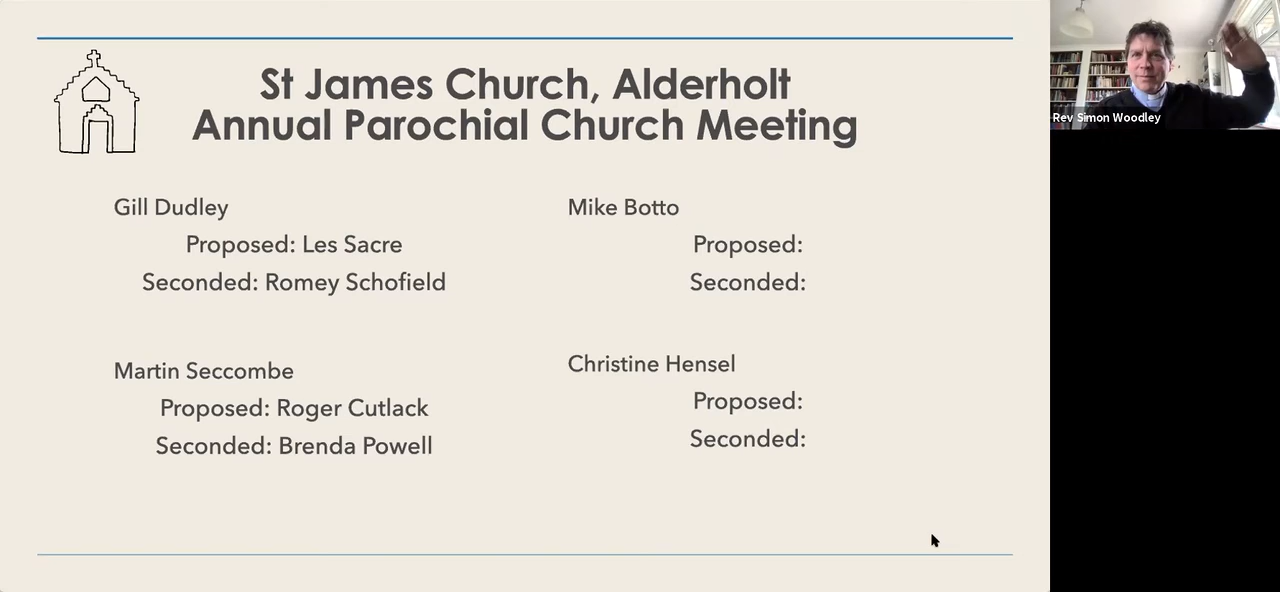 St James Church, Alderholt
Annual Parochial Church Meeting
Gill Dudley
Proposed: Les Sacre
Seconded: Romey Schofield
Martin Seccombe
Proposed: Roger Cutlack
Seconded: Brenda Powell
Mike Botto
Proposed:
Seconded:
Christine Hensel
Proposed:
Seconded:
Rev Simon Woodley